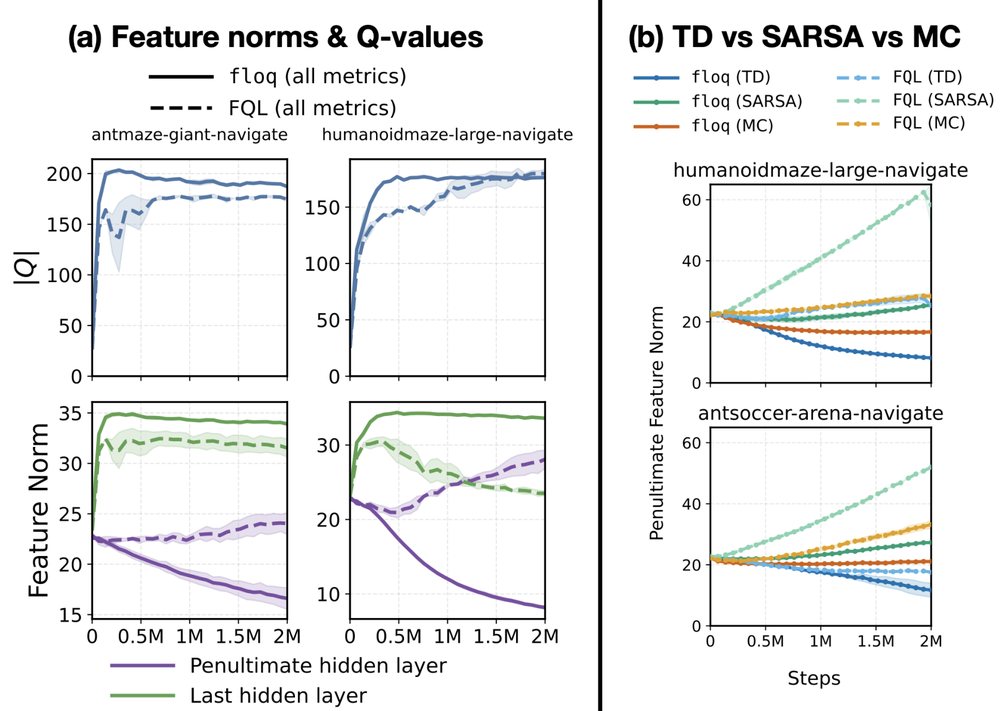 (a) Feature norms & Q-values
floq (all metrics)
FQL (all metrics)
antmaze-giant-navigate
humanoidmaze-large-navigate
|Q|
200
150
100
50
0
150
100
50
0
Feature Norm
35
30
25
20
15
30
20
10
0 0.5M 1M 1.5M 2M
0 0.5M 1M 1.5M 2M
Penultimate hidden layer
Last hidden layer
(b) TD vs SARSA vs MC
floq (TD)
floq (SARSA)
floq (MC)
FQL (TD)
FQL (SARSA)
FQL (MC)
Penultimate Feature Norm
humanoidmaze-large-navigate
60
40
20
0
antsoccer-arena-navigate
60
40
20
0
0 0.5M 1M 1.5M 2M
Steps